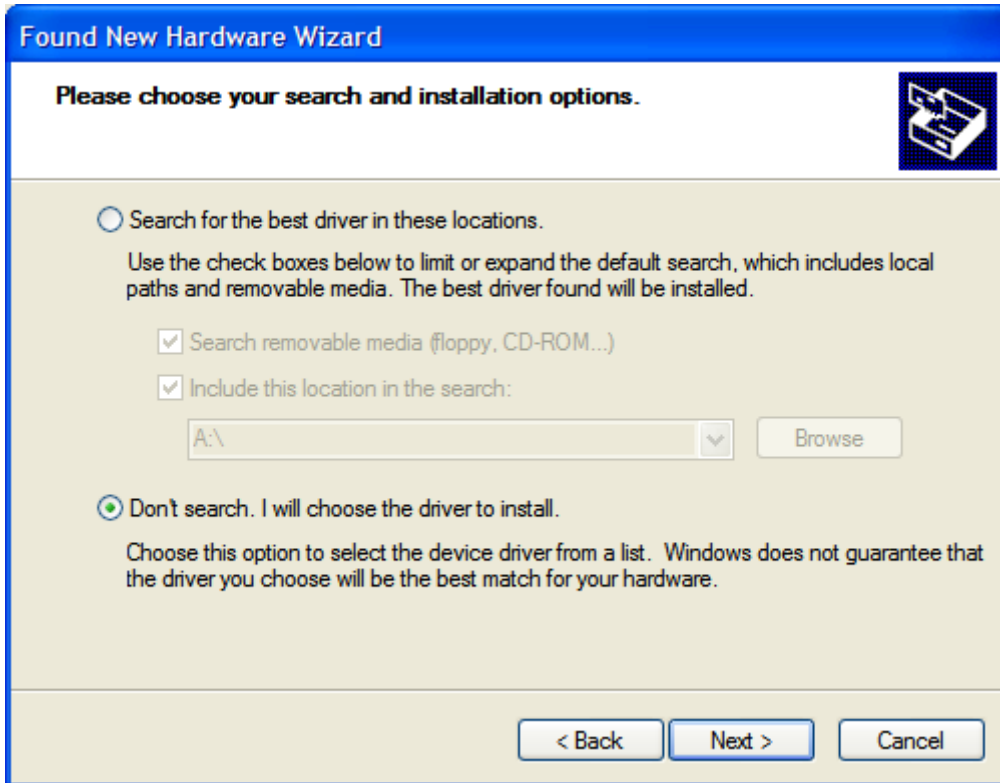 Found New Hardware Wizard
Please choose your search and installation options.
Search for the best driver in these locations.
Use the check boxes below to limit or expand the default search, which includes local
paths and removable media. The best driver found will be installed.
Search removable media (floppy, CD-ROM...)
Include this location in the search:
A:\
Browse
Don't search. I will choose the driver to install.
Choose this option to select the device driver from a list. Windows does not guarantee that
the driver you choose will be the best match for your hardware.
< Back
Next >
Cancel